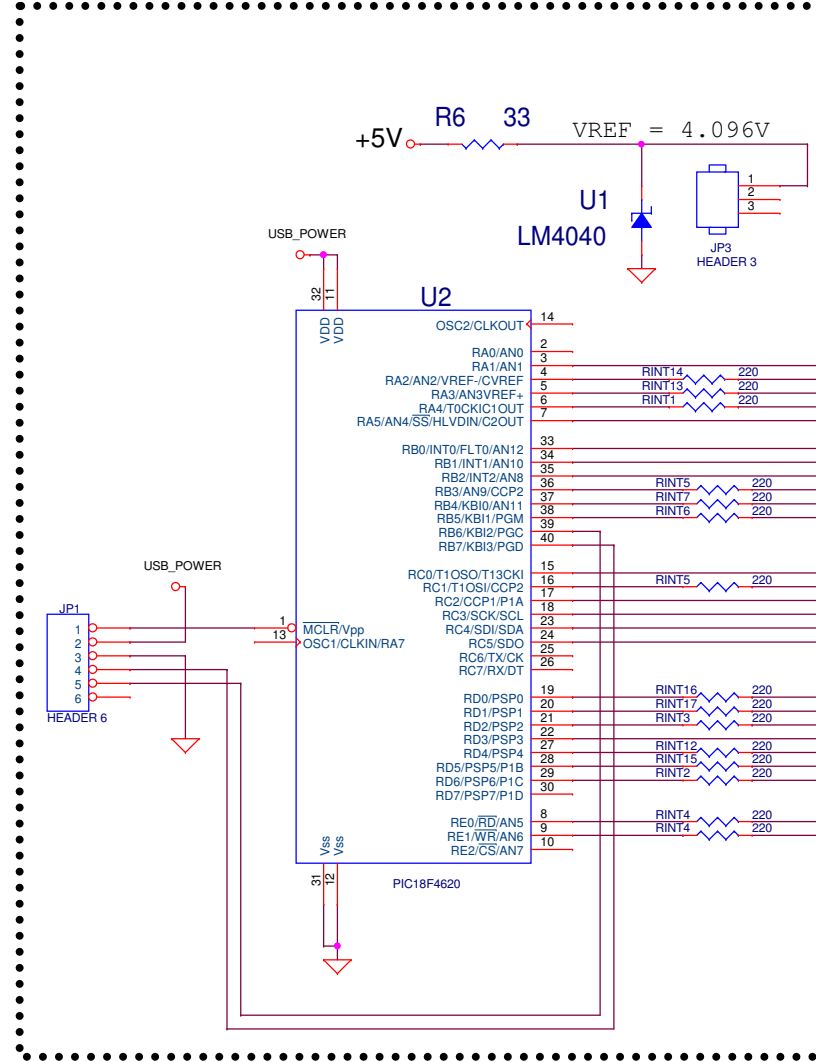 R6 33
+5V
VREF = 4.096V
U1
LM4040
1
2
3
JP3
HEADER 3
USB_POWER
32 11
VDD VDD
U2
OSC2/CLKOUT 14
RA0/AN0 2
RA1/AN1 3
RA2/AN2/VREF-/CVREF 4 RINT14 220
RA3/AN3VREF+ 5 RINT13 220
RA4/T0CKIC1OUT 6 RINT1 220
RA5/AN4/SS/HLVDIN/C2OUT 7
RB0/INT0/FLT0/AN12 33
RB1/INT1/AN10 34
RB2/INT2/AN8 35
RB3/AN9/CCP2 36 RINT5 220
RB4/KBI0/AN11 37 RINT7 220
RB5/KBI1/PGM 38 RINT6 220
RB6/KBI2/PGC 39
RB7/KBI3/PGD 40
RC0/T1OSO/T13CKI 15
RC1/T1OSI/CCP2 16 RINT5 220
RC2/CCP1/P1A 17
RC3/SCK/SCL 18
RC4/SDI/SDA 23
RC5/SDO 24
RC6/TX/CK 25
RC7/RX/DT 26
RD0/PSP0 19 RINT16 220
RD1/PSP1 20 RINT17 220
RD2/PSP2 21 RINT3 220
RD3/PSP3 22
RD4/PSP4 27 RINT12 220
RD5/PSP5/P1B 28 RINT15 220
RD6/PSP6/P1C 29 RINT2 220
RD7/PSP7/P1D 30
RE0/RD/AN5 8 RINT4 220
RE1/WR/AN6 9 RINT4 220
RE2/CS/AN7 10
USB_POWER
1 MCLR/Vpp
13 OSC1/CLKIN/RA7
JP1
1
2
3
4
5
6
HEADER 6
Vss Vss
31 12
PIC18F4620